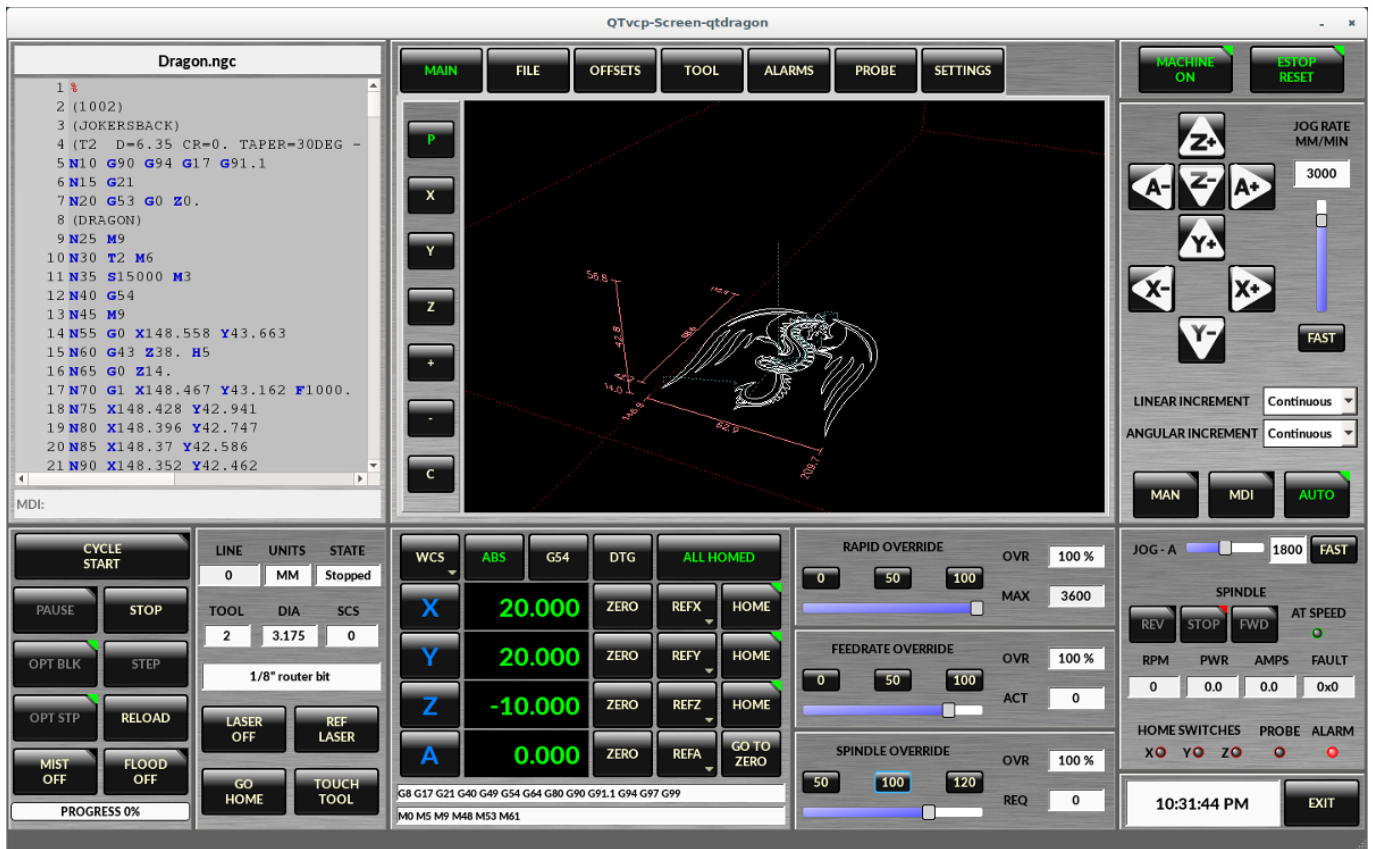 QTvcp-Screen-qtdragon
Dragon.ngc
1 %
2 (1002)
3 (JOKERSBACK)
4 (T2 D=6.35 CR=0. TAPER=30DEG -
5 N10 G90 G94 G17 G91.1
6 N15 G21
7 N20 G53 G0 Z0.
8 (DRAGON)
9 N25 M9
10 N30 T2 M6
11 N35 S15000 M3
12 N40 G54
13 N45 M9
14 N55 G0 X148.558 Y43.663
15 N60 G43 Z38. H5
16 N65 G0 Z14.
17 N70 G1 X148.467 Y43.162 F1000.
18 N75 X148.428 Y42.941
19 N80 X148.396 Y42.747
20 N85 X148.37 Y42.586
21 N90 X148.352 Y42.462
MDI:
MAIN FILE OFFSETS TOOL ALARMS PROBE SETTINGS
P
X
Y
Z
+
-
C
56.8
42.8
14.0
146.9
62.9
209.7
MACHINE ON
ESTOP RESET
JOG RATE
MM/MIN
3000
Z+
A- Z- A+
Y+
X- X+
Y-
FAST
LINEAR INCREMENT Continuous
ANGULAR INCREMENT Continuous
MAN MDI AUTO
CYCLE START
PAUSE STOP
OPT BLK STEP
OPT STP RELOAD
MIST OFF FLOOD OFF
PROGRESS 0%
LINE UNITS STATE
0 MM Stopped
TOOL DIA SCS
2 3.175 0
1/8" router bit
LASER OFF REF LASER
GO HOME TOUCH TOOL
WCS ABS G54 DTG ALL HOMED
X 20.000 ZERO REFX HOME
Y 20.000 ZERO REFY HOME
Z -10.000 ZERO REFZ HOME
A 0.000 ZERO REFA GO TO ZERO
G8 G17 G21 G40 G49 G54 G64 G80 G90 G91.1 G94 G97 G99
M0 M5 M9 M48 M53 M61
RAPID OVERRIDE OVR 100 %
0 50 100
MAX 3600
FEEDRATE OVERRIDE OVR 100 %
0 50 100
ACT 0
SPINDLE OVERRIDE OVR 100 %
50 100 120
REQ 0
JOG - A 1800 FAST
SPINDLE
REV STOP FWD AT SPEED
RPM PWR AMPS FAULT
0 0.0 0.0 0x0
HOME SWITCHES PROBE ALARM
X Y Z
10:31:44 PM EXIT